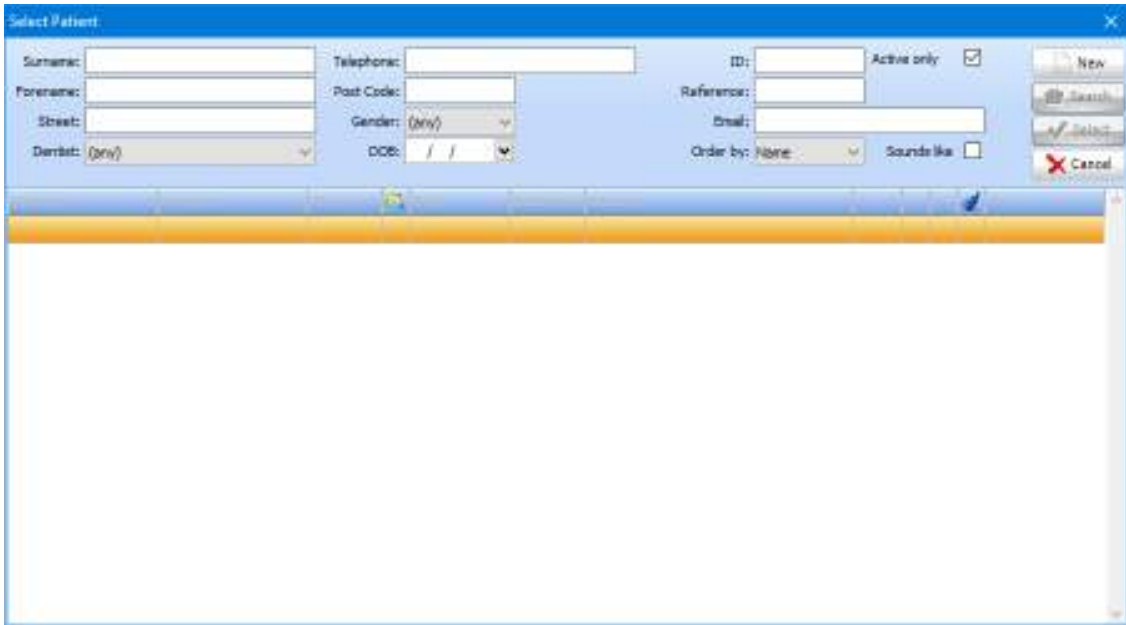 Select Patient
Surname: Telephone: ID: Active only New
Forename: Post Code: Reference: Search
Street: Gender: (any) Email: Select
Dentist: (any) DOB: / / Order by: Name Sounds like Cancel